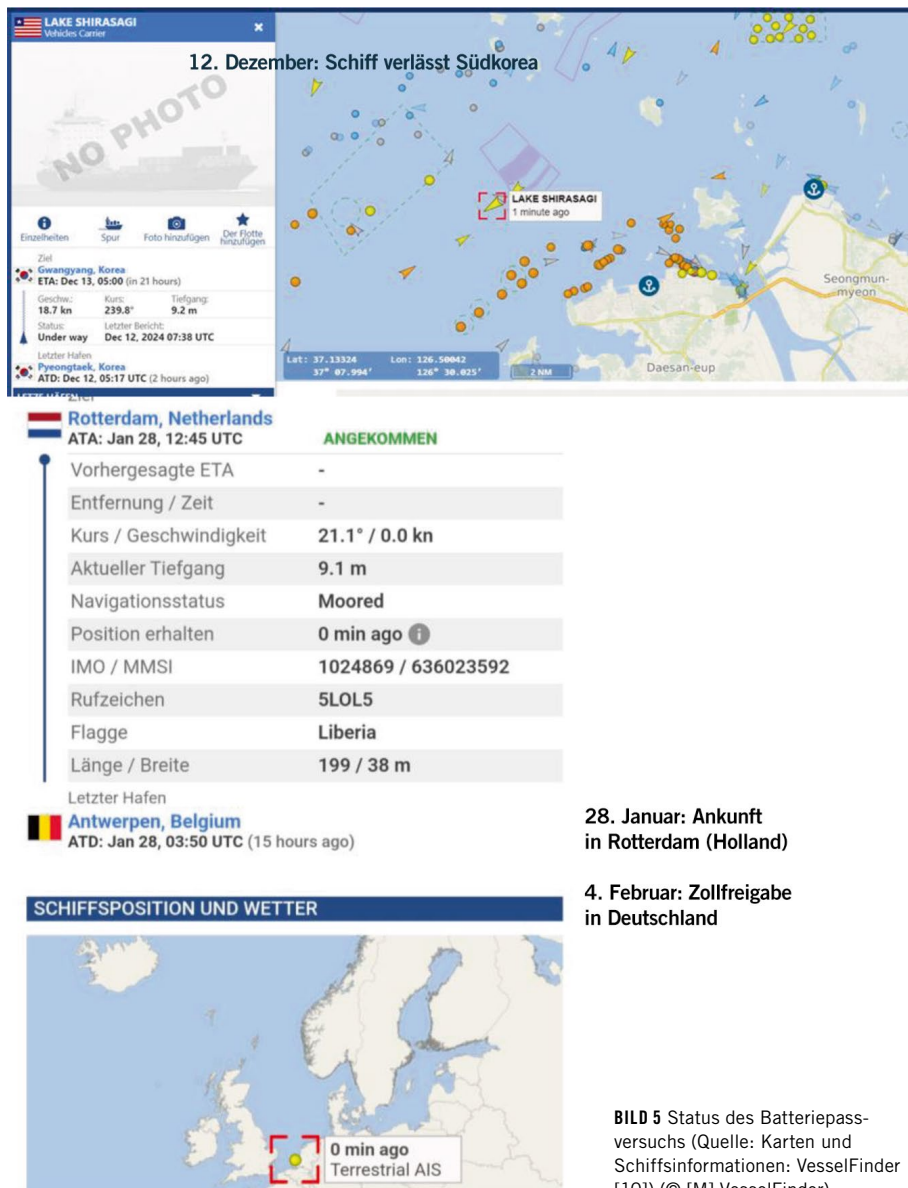 LAKE SHIRASAGI
Vehicles Carrier
12. Dezember: Schiff verlässt Südkorea
NO PHOTO
Einzelheiten
Spur
Foto hinzufügen
Der Flotte
hinzufügen
Ziel
Gwangyang, Korea
ETA: Dec 13, 05:00 (in 21 hours)
Geschw.: Kurs: Tiefgang:
18.7 kn 239.8° 9.2 m
Status: Letzter Bericht:
Under way Dec 12, 2024 07:38 UTC
Letzter Hafen
Pyeongtaek, Korea
ATD: Dec 12, 05:17 UTC (2 hours ago)
LAKE SHIRASAGI
1 minute ago
Seongmun-
myeon
Daesan-eup
Lat: 37.13324 Lon: 126.50042
37° 07.994' 126° 30.025'
2 NM
Rotterdam, Netherlands
ATA: Jan 28, 12:45 UTC ANGEKOMMEN
Vorhergesagte ETA -
Entfernung / Zeit -
Kurs / Geschwindigkeit 21.1° / 0.0 kn
Aktueller Tiefgang 9.1 m
Navigationsstatus Moored
Position erhalten 0 min ago
IMO / MMSI 1024869 / 636023592
Rufzeichen 5LOL5
Flagge Liberia
Länge / Breite 199 / 38 m
Letzter Hafen
Antwerpen, Belgium
ATD: Jan 28, 03:50 UTC (15 hours ago)
28. Januar: Ankunft
in Rotterdam (Holland)
4. Februar: Zollfreigabe
in Deutschland
SCHIFFSPOSITION UND WETTER
0 min ago
Terrestrial AIS
BILD 5 Status des Batteriepass-
versuchs (Quelle: Karten und
Schiffsinformationen: VesselFinder
[10]) (© [M] VesselFinder)